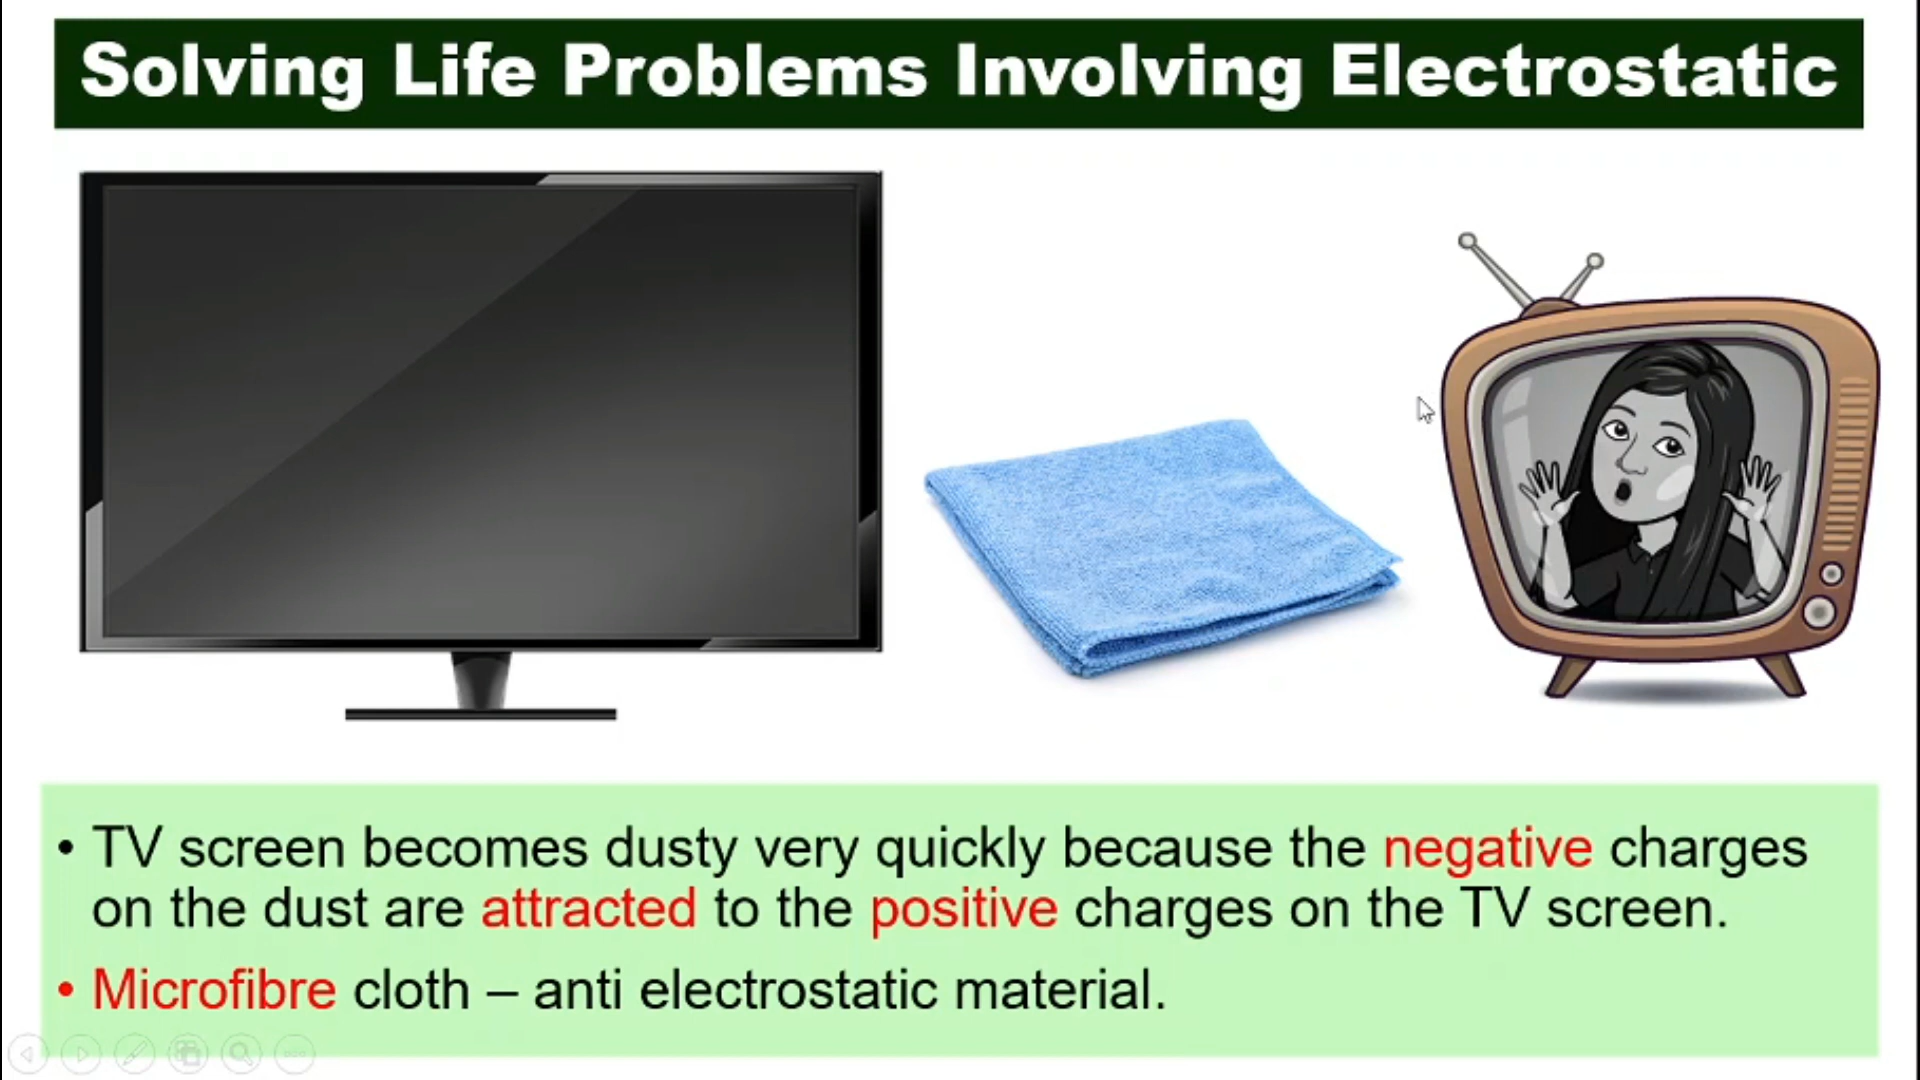 Solving Life Problems Involving Electrostatic
• TV screen becomes dusty very quickly because the negative charges
on the dust are attracted to the positive charges on the TV screen.
• Microfibre cloth – anti electrostatic material.